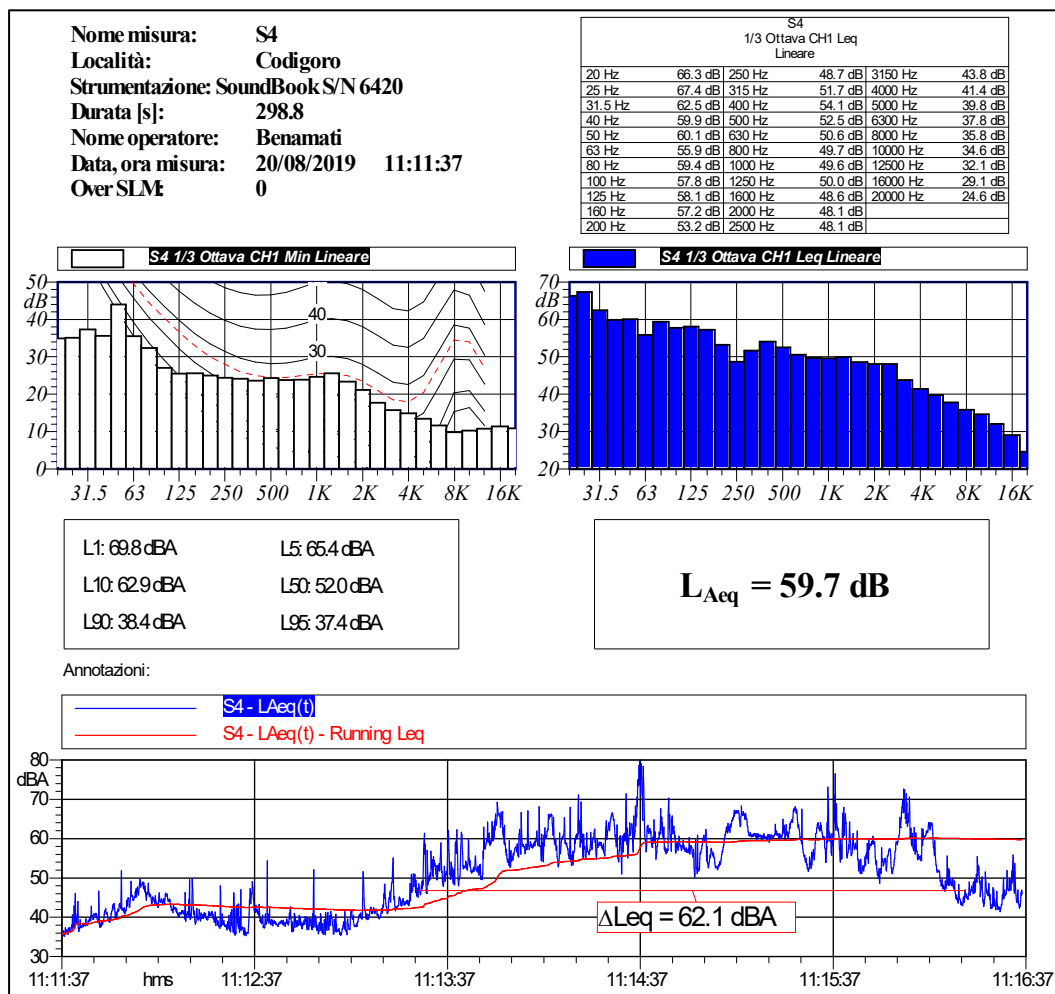 Nome misura: S4
Località: Codigoro
Strumentazione: SoundBook S/N 6420
Durata [s]: 298.8
Nome operatore: Benamati
Data, ora misura: 20/08/2019 11:11:37
Over SLM: 0
S4
1/3 Ottava CH1 Leq
Lineare
20 Hz 66.3 dB 250 Hz 48.7 dB 3150 Hz 43.8 dB
25 Hz 67.4 dB 315 Hz 51.7 dB 4000 Hz 41.4 dB
31.5 Hz 62.5 dB 400 Hz 54.1 dB 5000 Hz 39.8 dB
40 Hz 59.9 dB 500 Hz 52.5 dB 6300 Hz 37.8 dB
50 Hz 60.1 dB 630 Hz 50.6 dB 8000 Hz 35.8 dB
63 Hz 55.9 dB 800 Hz 49.7 dB 10000 Hz 34.6 dB
80 Hz 59.4 dB 1000 Hz 49.6 dB 12500 Hz 32.1 dB
100 Hz 57.8 dB 1250 Hz 50.0 dB 16000 Hz 29.1 dB
125 Hz 58.1 dB 1600 Hz 48.6 dB 20000 Hz 24.6 dB
160 Hz 57.2 dB 2000 Hz 48.1 dB
200 Hz 53.2 dB 2500 Hz 48.1 dB
S4 1/3 Ottava CH1 Min Lineare
50
dB
40
30
20
10
0
40
30
31.5 63 125 250 500 1K 2K 4K 8K 16K
S4 1/3 Ottava CH1 Leq Lineare
70
dB
60
50
40
30
20
31.5 63 125 250 500 1K 2K 4K 8K 16K
L1: 69.8 dBA L5: 65.4 dBA
L10: 62.9 dBA L50: 52.0 dBA
L90: 38.4 dBA L95: 37.4 dBA
LAeq = 59.7 dB
Annotazioni:
S4 - LAeq(t)
S4 - LAeq(t) - Running Leq
80
dBA
70
60
50
40
30
ΔLeq = 62.1 dBA
11:11:37 hms 11:12:37 11:13:37 11:14:37 11:15:37 11:16:37